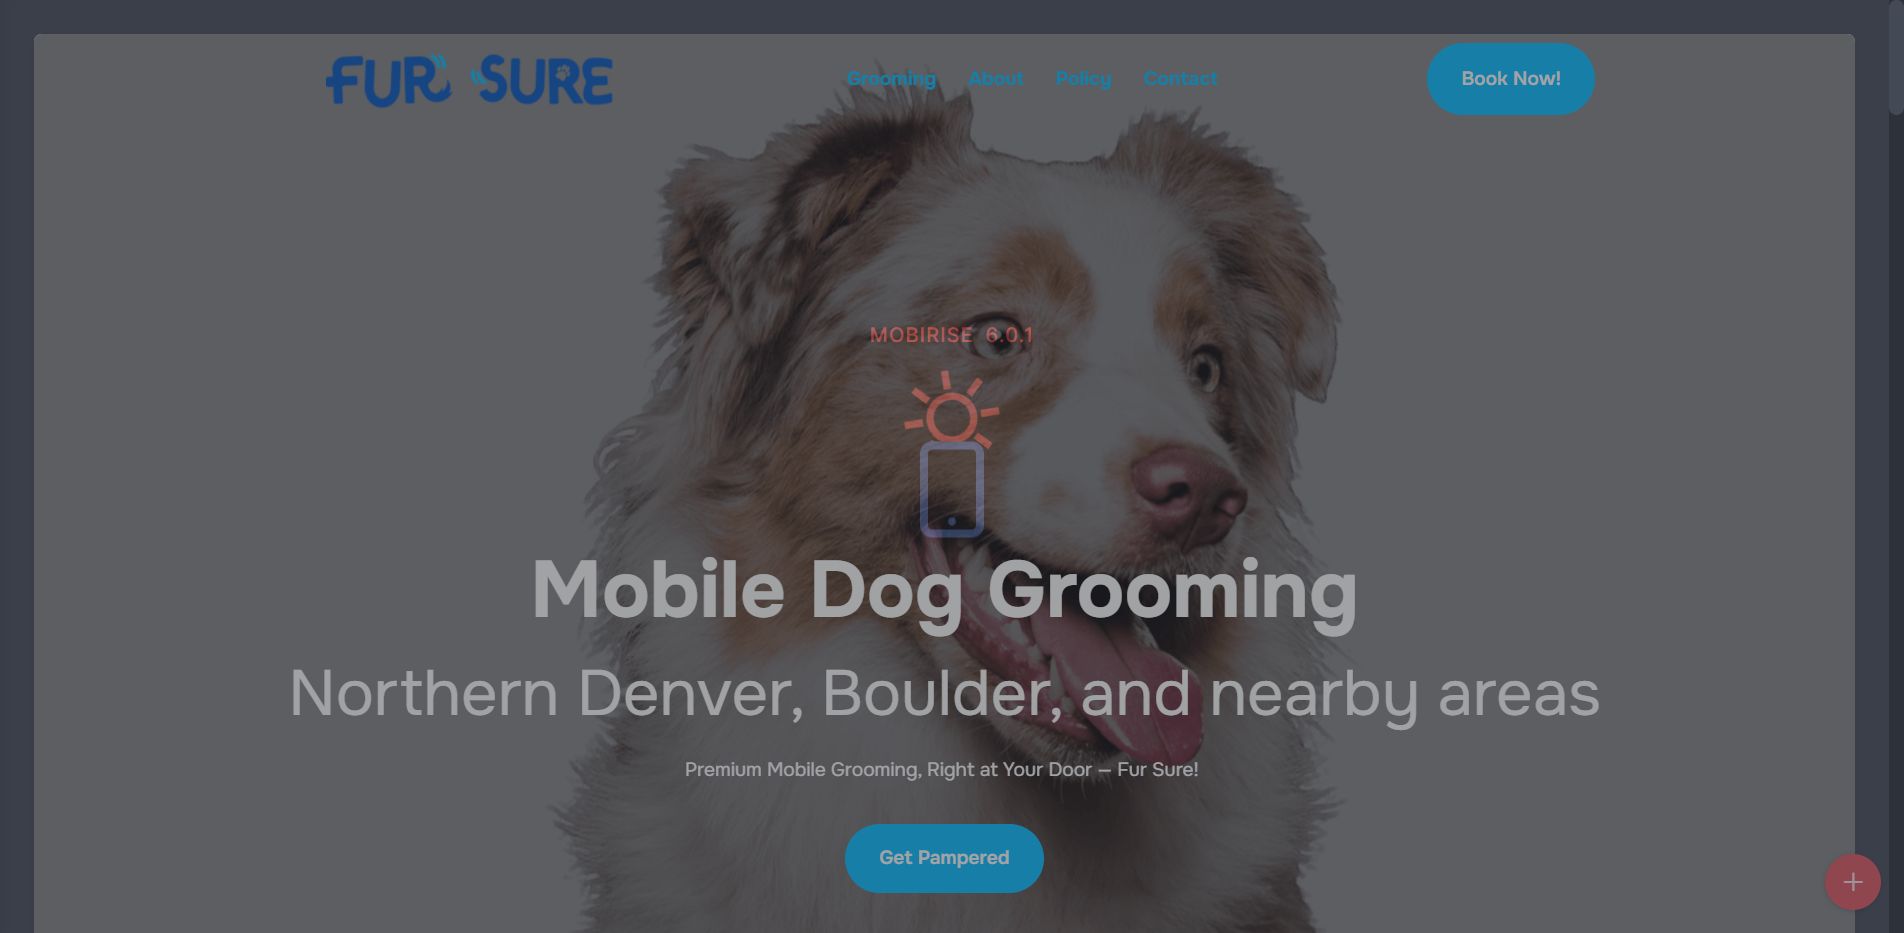 FUR SURE
Grooming About Policy Contact
Book Now!
MOBIRISE 6.0.1
Mobile Dog Grooming
Northern Denver, Boulder, and nearby areas
Premium Mobile Grooming, Right at Your Door — Fur Sure!
Get Pampered